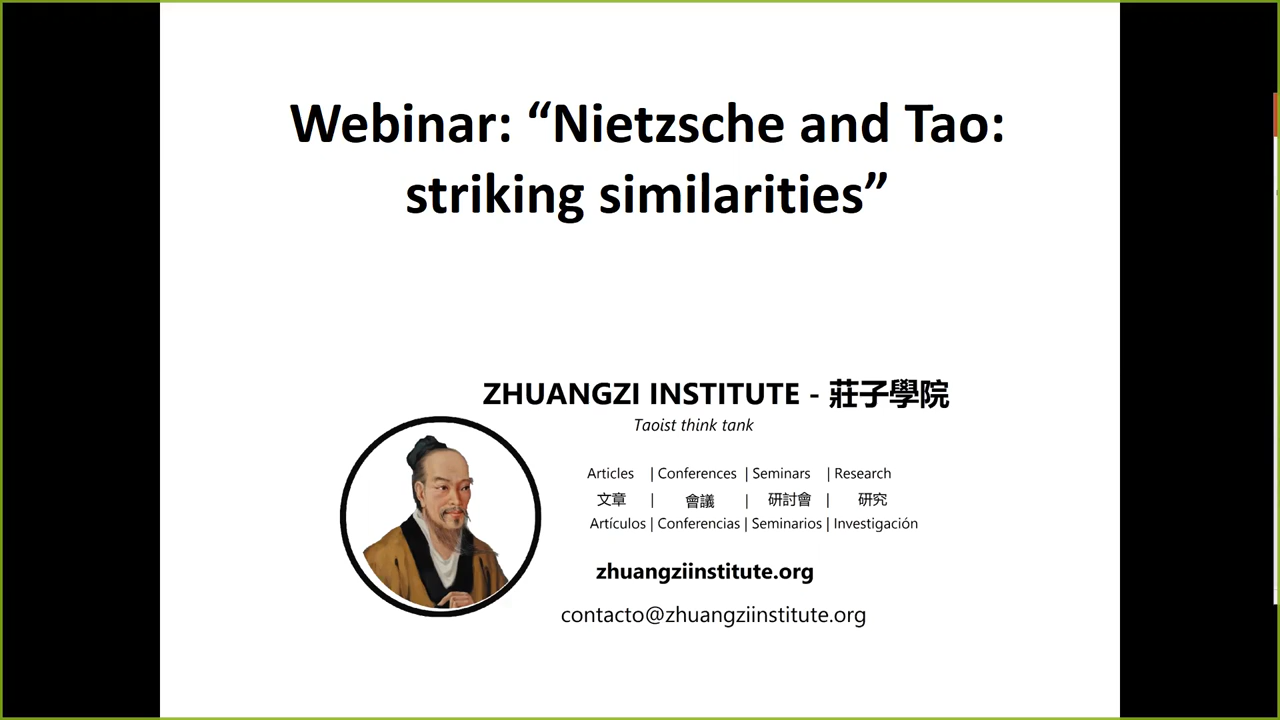 Webinar: “Nietzsche and Tao:
striking similarities”
ZHUANGZI INSTITUTE - 莊子學院
Taoist think tank
Articles | Conferences | Seminars | Research
文章 | 會議 | 研討會 | 研究
Artículos | Conferencias | Seminarios | Investigación
zhuangziinstitute.org
contacto@zhuangziinstitute.org